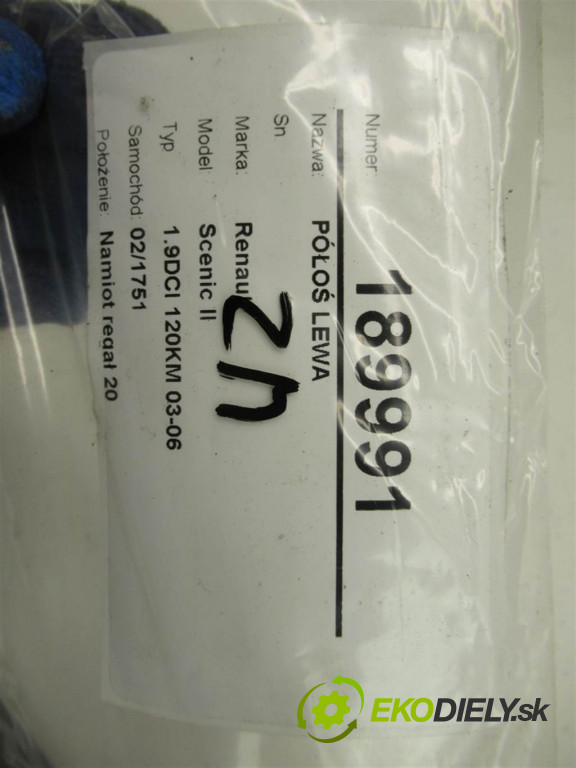 Numer: 189991
Nazwa: PÓŁOŚ LEWA
Sn
Marka: Renau
Model: Scenic II
Typ 1.9DCI 120KM 03-06
Samochód: 02/1751
Położenie: Namiot regał 20
EKODIELY.sk